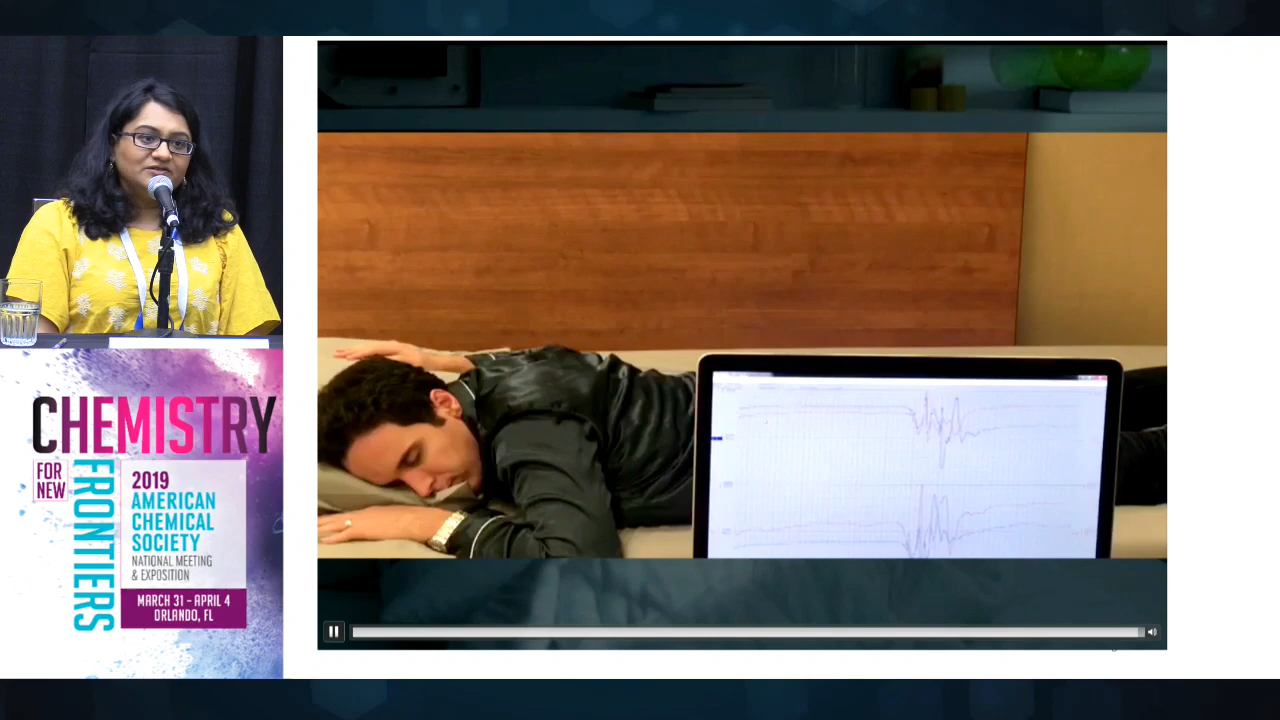 CHEMISTRY
FOR
NEW
FRONTIERS
2019
AMERICAN
CHEMICAL
SOCIETY
NATIONAL MEETING
& EXPOSITION
MARCH 31 - APRIL 4
ORLANDO, FL